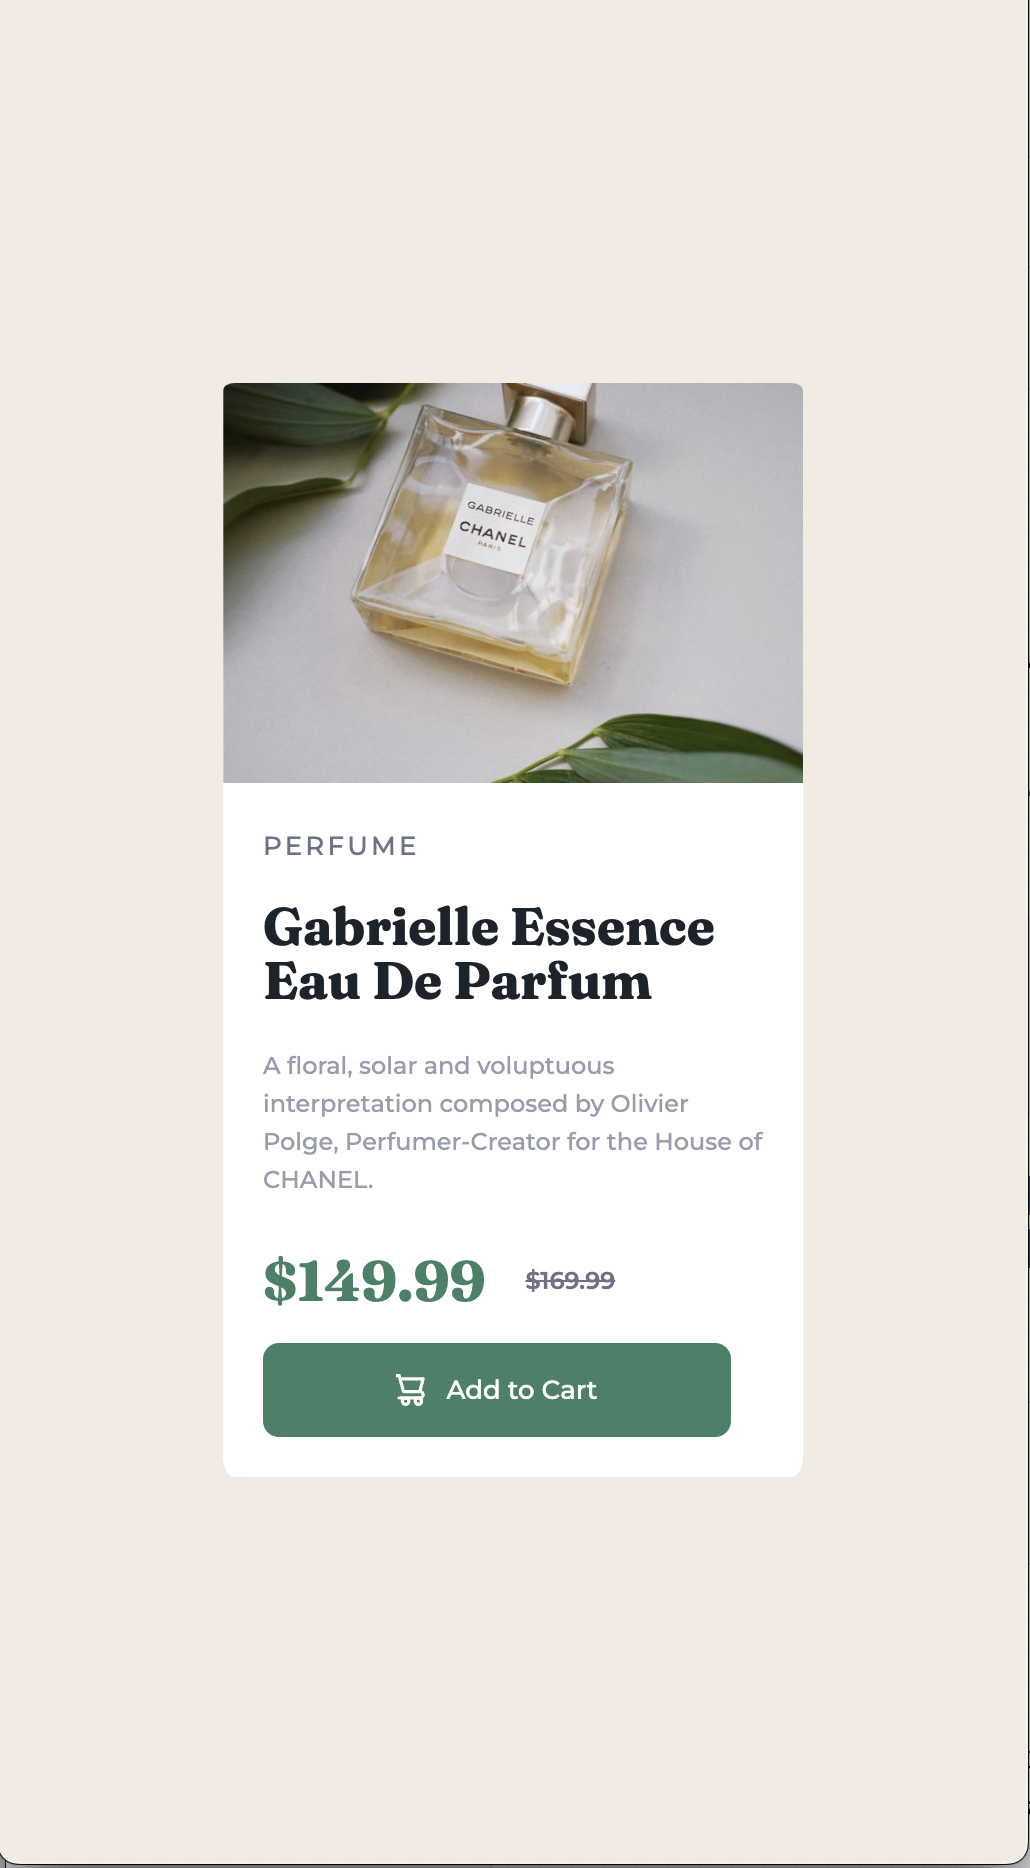 GABRIELLE
CHANEL
PARIS
PERFUME
Gabrielle Essence
Eau De Parfum
A floral, solar and voluptuous
interpretation composed by Olivier
Polge, Perfumer-Creator for the House of
CHANEL.
$149.99 $169.99
Add to Cart